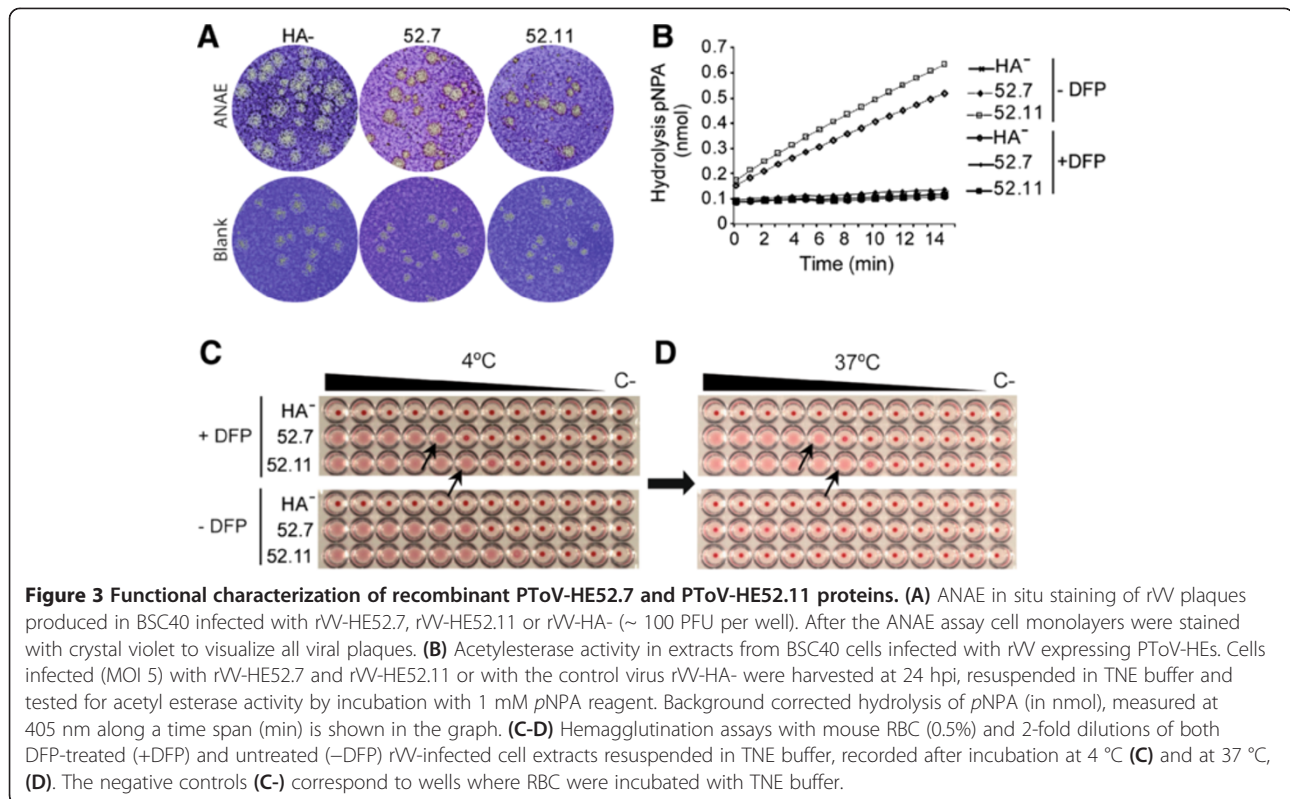 A
HA- 52.7 52.11
ANAE
Blank
B
Hydrolysis pNPA
(nmol)
0.7
0.6
0.5
0.4
0.3
0.2
0.1
0
0 2 4 6 8 10 12 14
Time (min)
HA⁻
52.7
52.11
- DFP
HA⁻
52.7
52.11
+DFP
C
4ºC
C-
+ DFP
HA⁻
52.7
52.11
- DFP
HA⁻
52.7
52.11
D
37ºC
C-
Figure 3 Functional characterization of recombinant PToV-HE52.7 and PToV-HE52.11 proteins. (A) ANAE in situ staining of rVV plaques
produced in BSC40 infected with rVV-HE52.7, rVV-HE52.11 or rVV-HA- (~ 100 PFU per well). After the ANAE assay cell monolayers were stained
with crystal violet to visualize all viral plaques. (B) Acetylesterase activity in extracts from BSC40 cells infected with rVV expressing PToV-HEs. Cells
infected (MOI 5) with rVV-HE52.7 and rVV-HE52.11 or with the control virus rVV-HA- were harvested at 24 hpi, resuspended in TNE buffer and
tested for acetyl esterase activity by incubation with 1 mM pNPA reagent. Background corrected hydrolysis of pNPA (in nmol), measured at
405 nm along a time span (min) is shown in the graph. (C-D) Hemagglutination assays with mouse RBC (0.5%) and 2-fold dilutions of both
DFP-treated (+DFP) and untreated (−DFP) rVV-infected cell extracts resuspended in TNE buffer, recorded after incubation at 4 °C (C) and at 37 °C,
(D). The negative controls (C-) correspond to wells where RBC were incubated with TNE buffer.